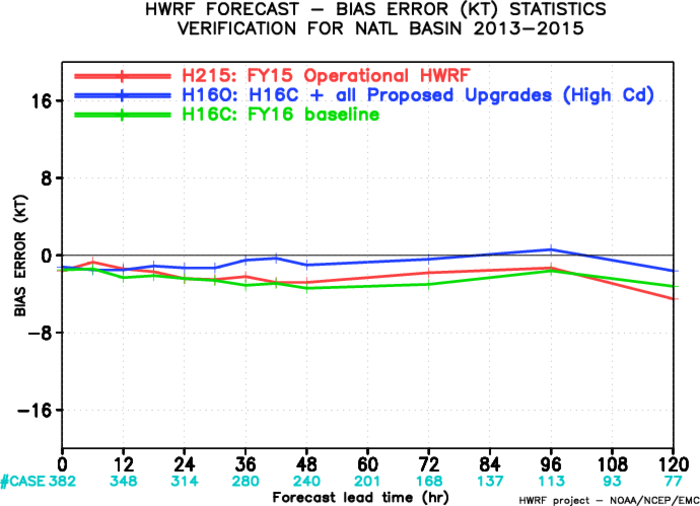 HWRF FORECAST − BIAS ERROR (KT) STATISTICS
VERIFICATION FOR NATL BASIN 2013−2015
H215: FY15 Operational HWRF
H16O: H16C + all Proposed Upgrades (High Cd)
H16C: FY16 baseline
BIAS ERROR (KT)
16
8
0
−8
−16
0 12 24 36 48 60 72 84 96 108 120
#CASE 382 348 314 280 240 201 168 137 113 93 77
Forecast lead time (hr)
HWRF project − NOAA/NCEP/EMC